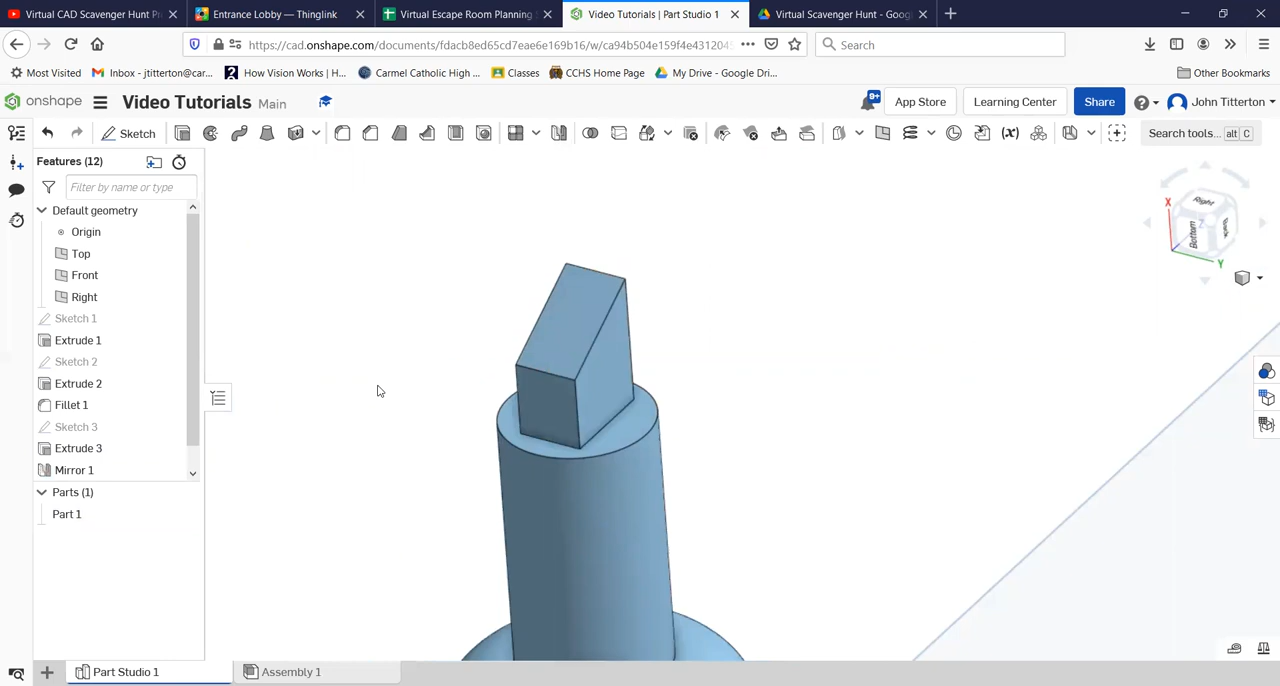 Virtual CAD Scavenger Hunt Pr
Entrance Lobby — Thinglink
Virtual Escape Room Planning
Video Tutorials | Part Studio 1
Virtual Scavenger Hunt - Goog
https://cad.onshape.com/documents/fdacb8ed65cd7eae6e169b16/w/ca94b504e159f4e4312045
Search
Most Visited
Inbox - jtitterton@car...
How Vision Works | H...
Carmel Catholic High ...
Classes
CCHS Home Page
My Drive - Google Dri...
Other Bookmarks
onshape
Video Tutorials Main
9+
App Store
Learning Center
Share
John Titterton
Sketch
(x)
Search tools... alt C
Features (12)
Filter by name or type
Default geometry
Origin
Top
Front
Right
Sketch 1
Extrude 1
Sketch 2
Extrude 2
Fillet 1
Sketch 3
Extrude 3
Mirror 1
Parts (1)
Part 1
Right
X
Z
Bottom
Back
Y
Part Studio 1
Assembly 1